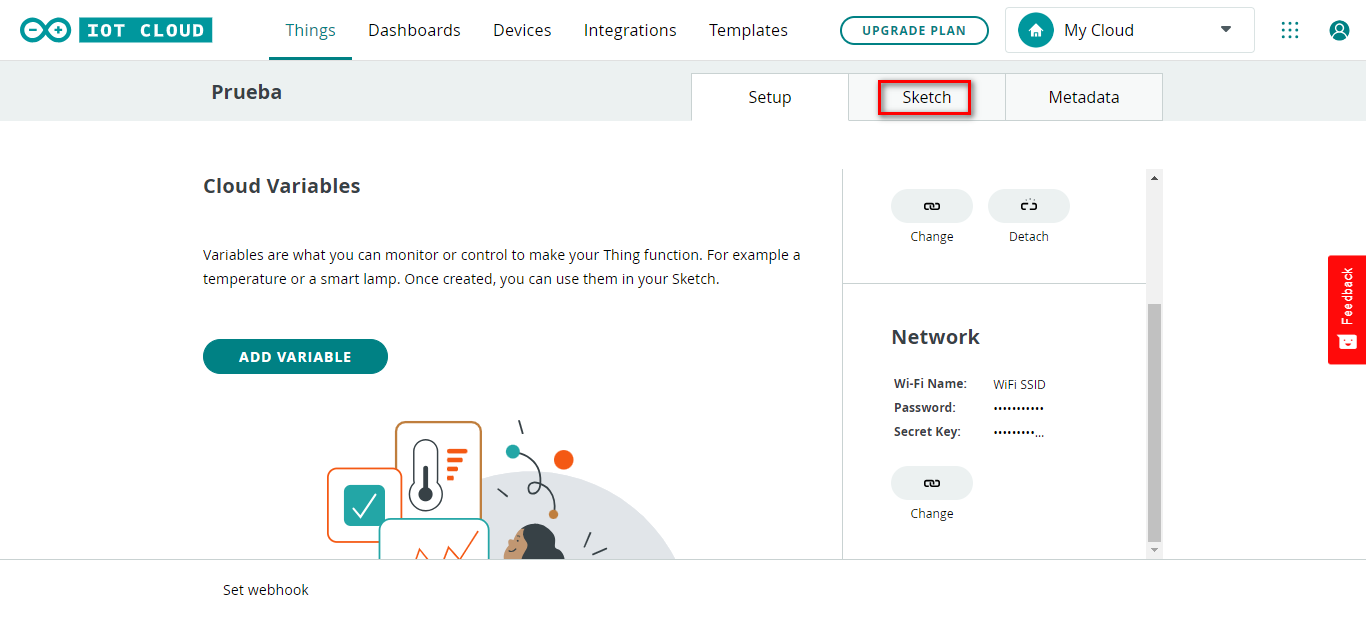 IOT CLOUD
Things
Dashboards
Devices
Integrations
Templates
UPGRADE PLAN
My Cloud
Prueba
Setup
Sketch
Metadata
Cloud Variables
Variables are what you can monitor or control to make your Thing function. For example a
temperature or a smart lamp. Once created, you can use them in your Sketch.
ADD VARIABLE
Change
Detach
Network
Wi-Fi Name: WiFi SSID
Password: •••••••••••
Secret Key: •••••••••...
Change
Feedback
Set webhook